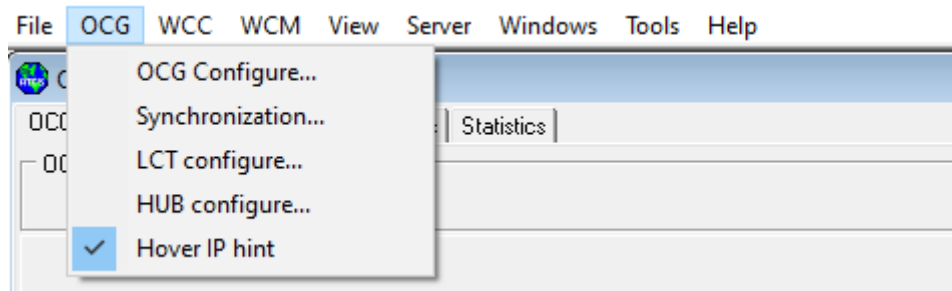 File OCG WCC WCM View Server Windows Tools Help
OCG Configure...
OCG Statistics
Synchronization...
LCT configure...
HUB configure...
Hover IP hint